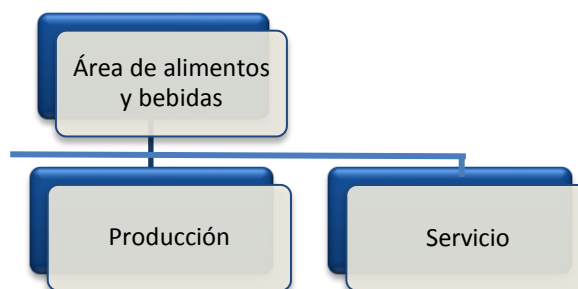 Área de alimentos
y bebidas
Producción
Servicio